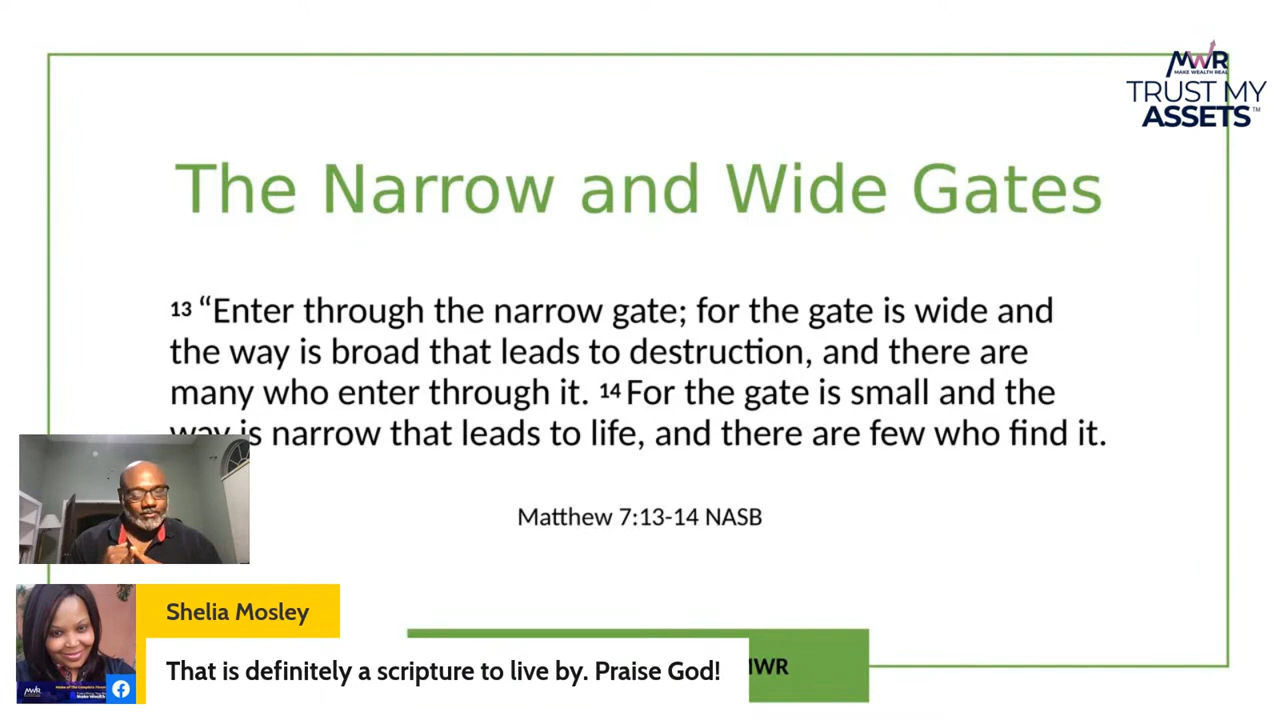 MWR
MAKE WEALTH REAL
TRUST MY
ASSETS™
The Narrow and Wide Gates
13 “Enter through the narrow gate; for the gate is wide and
the way is broad that leads to destruction, and there are
many who enter through it. 14 For the gate is small and the
way is narrow that leads to life, and there are few who find it.
Matthew 7:13-14 NASB
Shelia Mosley
That is definitely a scripture to live by. Praise God!
MWR
MWR